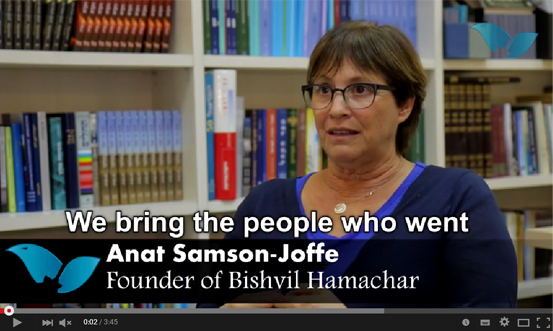 We bring the people who went
Anat Samson-Joffe
Founder of Bishvil Hamachar
0:02 / 3:45